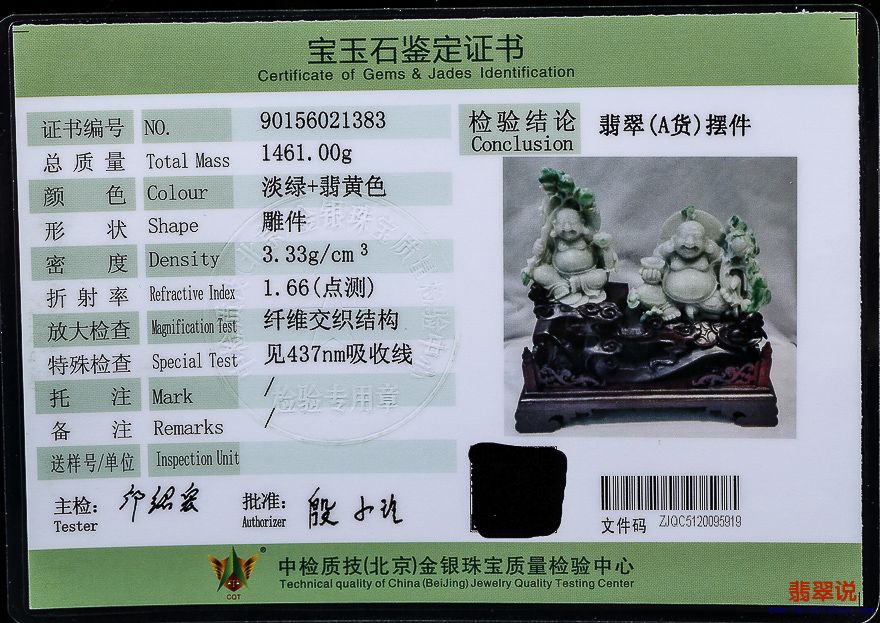 宝玉石鉴定证书
Certificate of Gems & Jades Identification
证书编号 NO. 90156021383
总质量 Total Mass 1461.00g
颜色 Colour 淡绿+翡黄色
形状 Shape 雕件
密度 Density 3.33g/cm³
折射率 Refractive Index 1.66(点测)
放大检查 Magnification Test 纤维交织结构
特殊检查 Special Test 见437nm吸收线
托注 Mark /
备注 Remarks /
送样号/单位 Inspection Unit
检验结论 翡翠(A货)摆件
Conclusion
检验专用章
主检:
Tester
批准:
Authorizer
文件码 ZJQC5120095919
CQT
中检质技(北京)金银珠宝质量检验中心
Technical quality of China (BeiJing) Jewelry Quality Testing Center
翡翠说